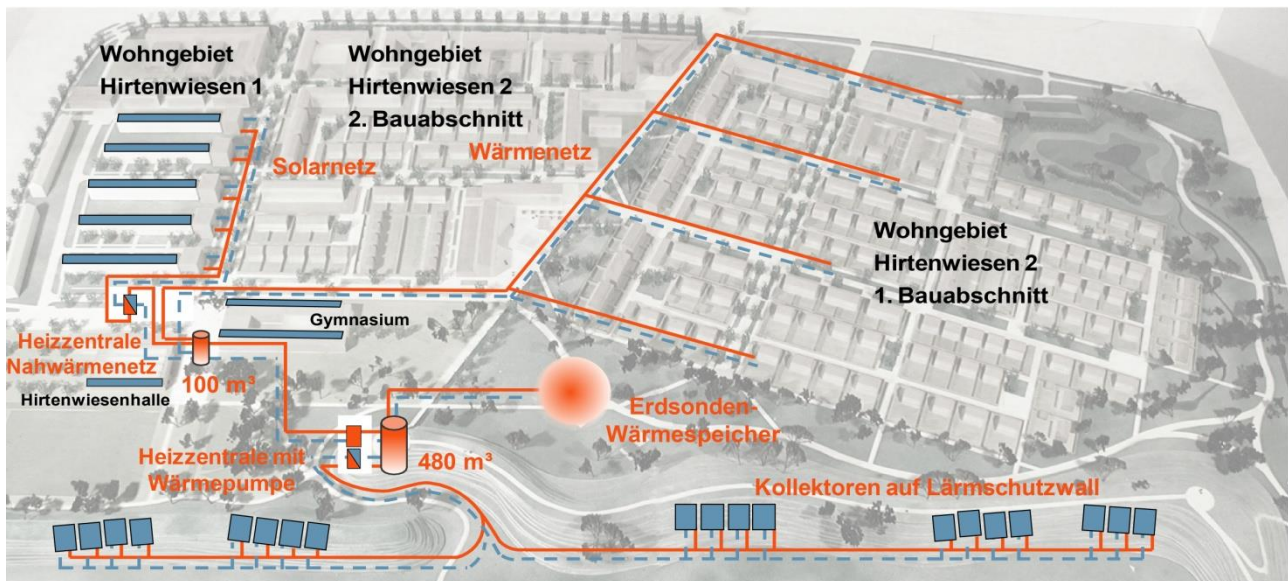 Wohngebiet
Hirtenwiesen 1
Wohngebiet
Hirtenwiesen 2
2. Bauabschnitt
Solarnetz
Wärmenetz
Wohngebiet
Hirtenwiesen 2
1. Bauabschnitt
Gymnasium
Heizzentrale
Nahwärmenetz
100 m³
Hirtenwiesenhalle
Erdsonden-
Wärmespeicher
Heizzentrale mit
Wärmepumpe
480 m³
Kollektoren auf Lärmschutzwall